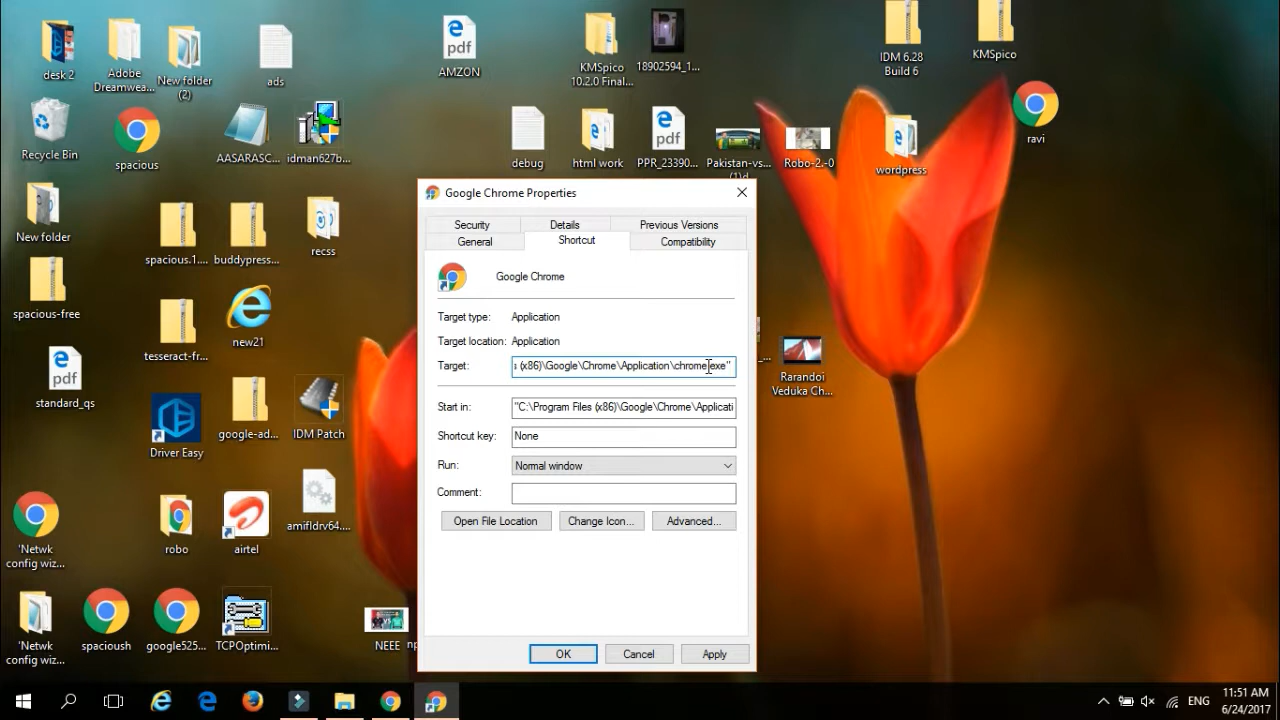 desk 2
Adobe
Dreamwea...
New folder
(2)
ads
pdf
AMZON
KMSpico
10.2.0 Final...
18902594_1...
IDM 6.28
Build 6
KMSpico
Recycle Bin
spacious
AASARASC...
idman627b...
debug
html work
pdf
PPR_23390...
Pakistan-vs...
(1)d
Robo-2.-0
wordpress
ravi
New folder
spacious.1....
buddypress...
recss
spacious-free
tesseract-fr...
new21
pdf
standard_qs
Driver Easy
google-ad...
IDM Patch
Rarandoi
Veduka Ch...
'Netwk
config wiz...
robo
airtel
amifldrv64....
'Netwk
config wiz...
spacioush
google525...
TCPOptimi...
NEEE
np
Google Chrome Properties
Security
Details
Previous Versions
General
Shortcut
Compatibility
Google Chrome
Target type: Application
Target location: Application
Target: (x86)\Google\Chrome\Application\chrome.exe"
Start in: "C:\Program Files (x86)\Google\Chrome\Applicati
Shortcut key: None
Run: Normal window
Comment:
Open File Location
Change Icon...
Advanced...
OK
Cancel
Apply
ENG
11:51 AM
6/24/2017